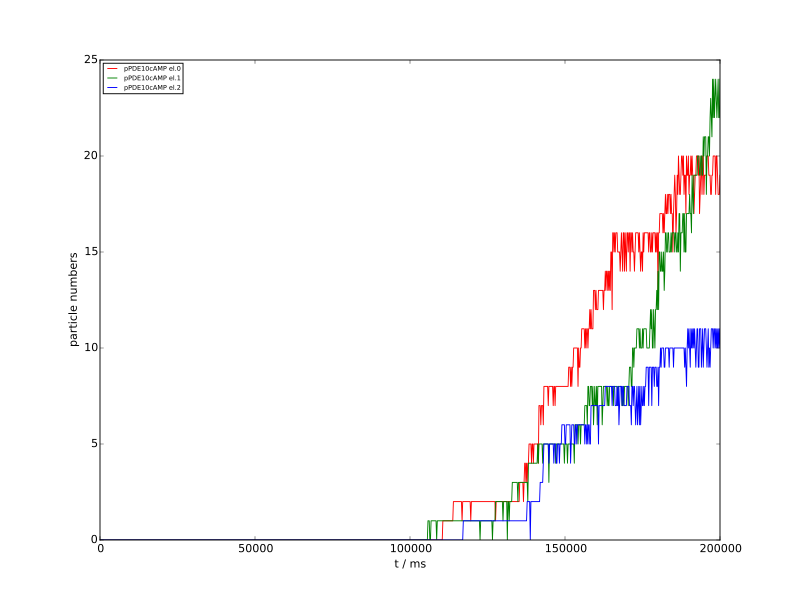 25
pPDE10cAMP el.0
pPDE10cAMP el.1
pPDE10cAMP el.2
20
15
particle numbers
10
5
0
0 50000 100000 150000 200000
t / ms